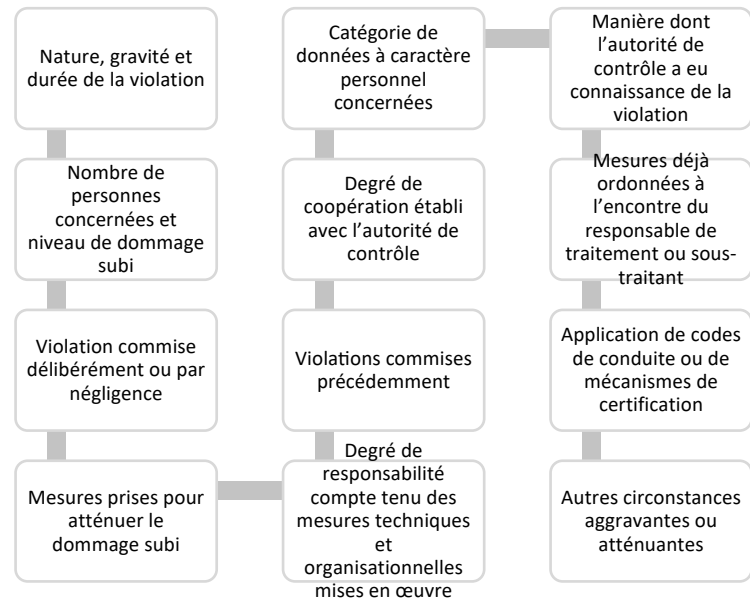 Nature, gravité et
durée de la violation
Nombre de
personnes
concernées et
niveau de dommage
subi
Violation commise
délibérément ou par
négligence
Mesures prises pour
atténuer le
dommage subi
Degré de
responsabilité
compte tenu des
mesures techniques
et
organisationnelles
mises en œuvre
Violations commises
précédemment
Degré de
coopération établi
avec l’autorité de
contrôle
Catégorie de
données à caractère
personnel
concernées
Manière dont
l’autorité de
contrôle a eu
connaissance de la
violation
Mesures déjà
ordonnées à
l’encontre du
responsable de
traitement ou sous-
traitant
Application de codes
de conduite ou de
mécanismes de
certification
Autres circonstances
aggravantes ou
atténuantes